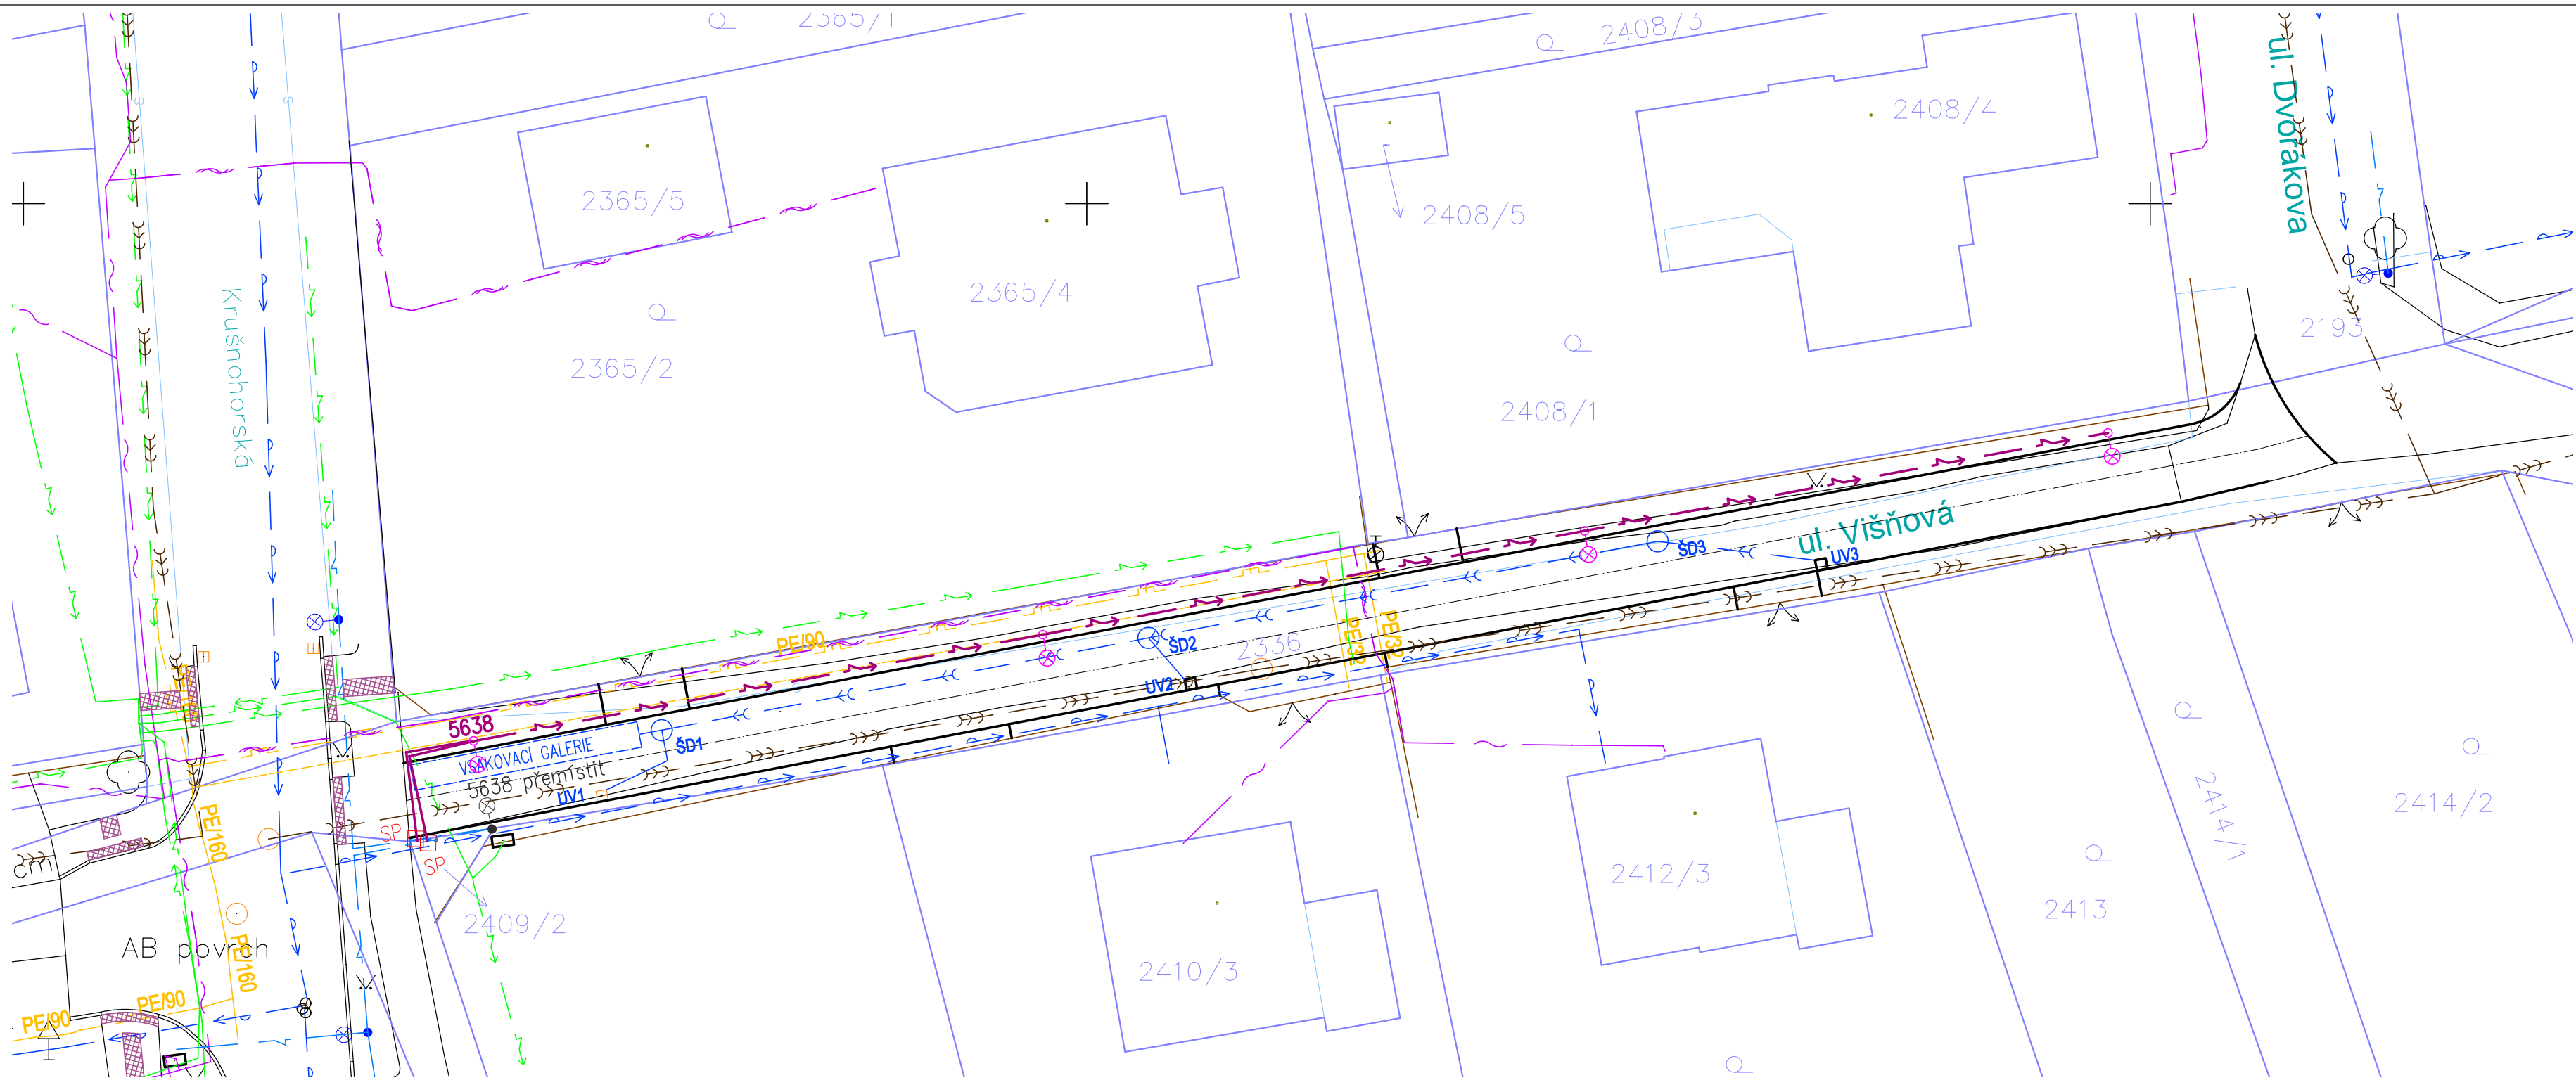 2365/1
2408/3
ul. Dvořákova
2408/4
2365/5
2408/5
2365/4
Krušnohorská
2193
2365/2
2408/1
ul. Višňová
ŠD3
UV3
PE/32
PE/32
2336
PE/90
ŠD2
UV2
5638
ŠD1
VSAKOVACÍ GALERIE
5638 přemístit
UV1
SP
SP
PE/160
cm
2409/2
AB povrch
PE/160
PE/90
PE/90
2410/3
2412/3
2413
2414/1
2414/2